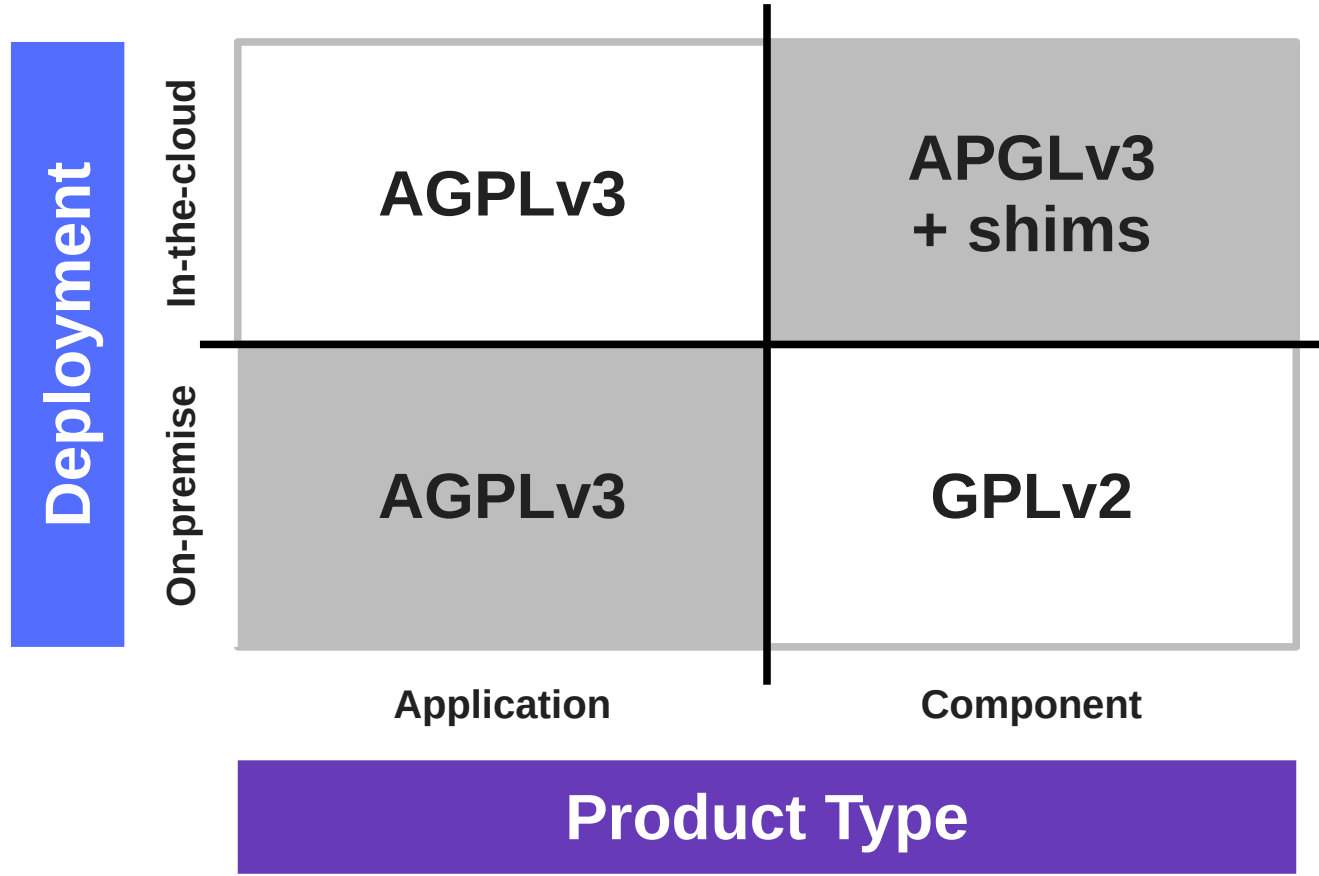 Deployment
In-the-cloud
AGPLv3
APGLv3
+ shims
On-premise
AGPLv3
GPLv2
Application
Component
Product Type